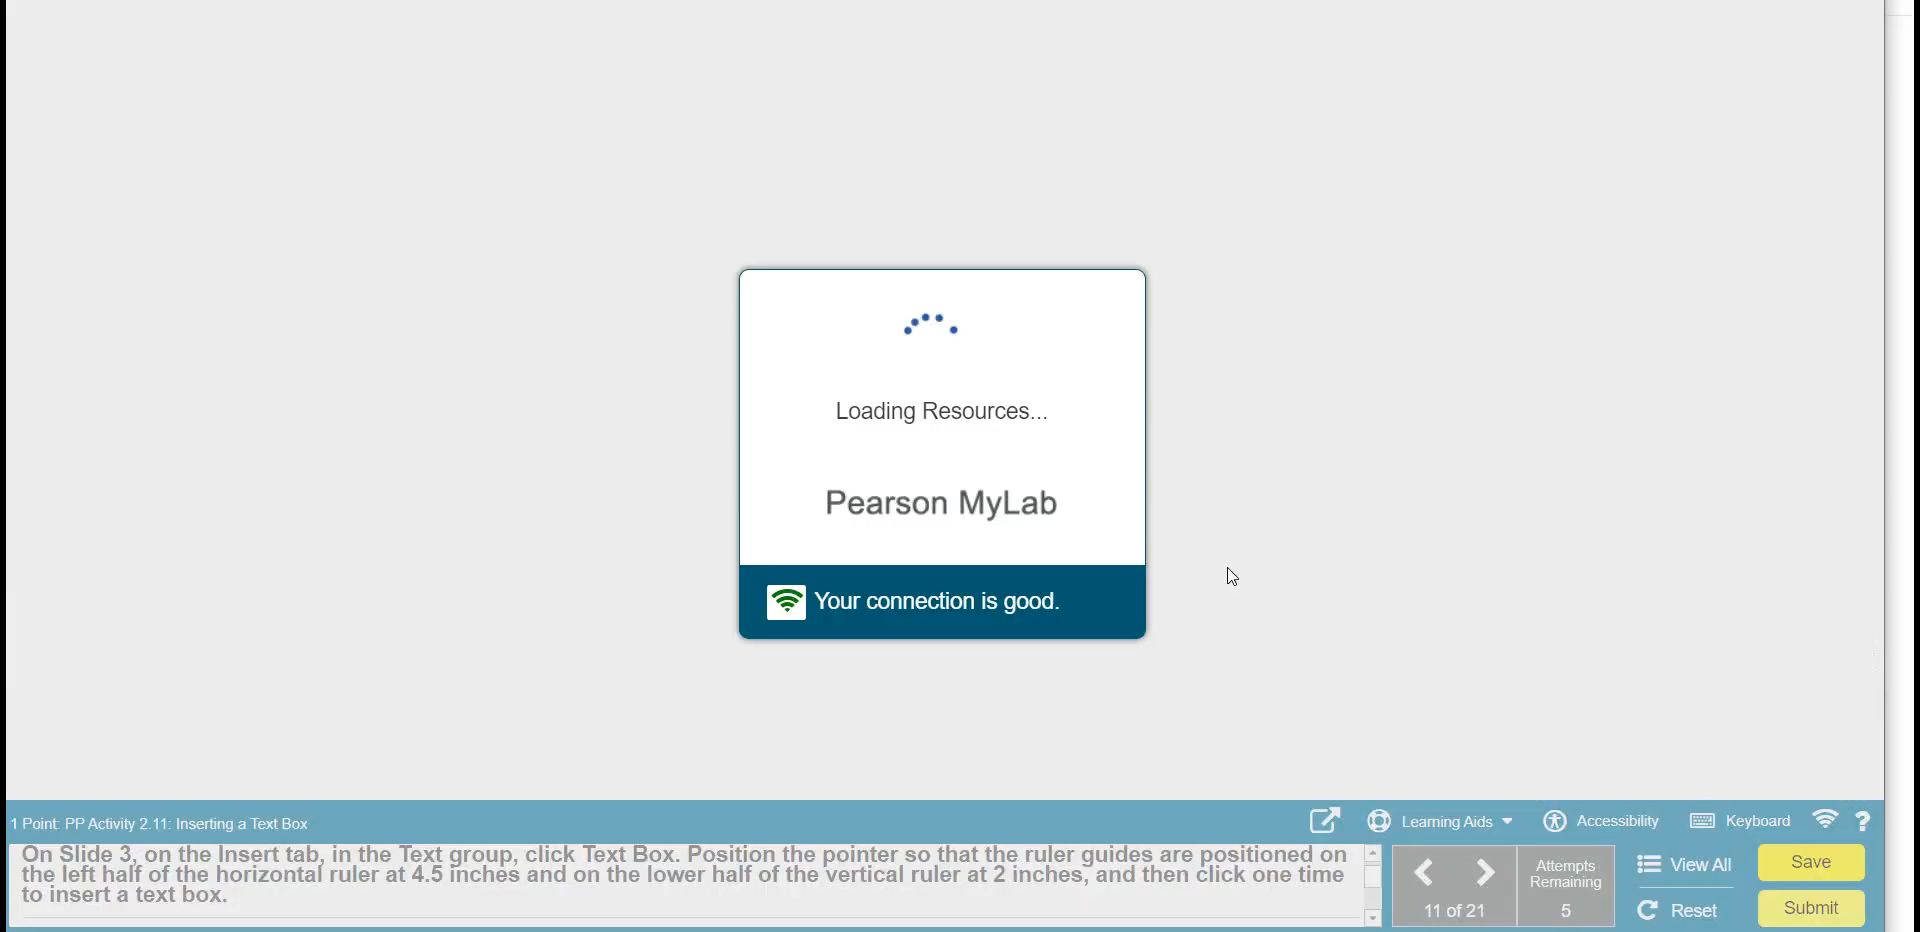 Loading Resources...
Pearson MyLab
Your connection is good.
1 Point: PP Activity 2.11: Inserting a Text Box
Learning Aids
Accessibility
Keyboard
?
On Slide 3, on the Insert tab, in the Text group, click Text Box. Position the pointer so that the ruler guides are positioned on
the left half of the horizontal ruler at 4.5 inches and on the lower half of the vertical ruler at 2 inches, and then click one time
to insert a text box.
11 of 21
Attempts
Remaining
5
View All
Reset
Save
Submit